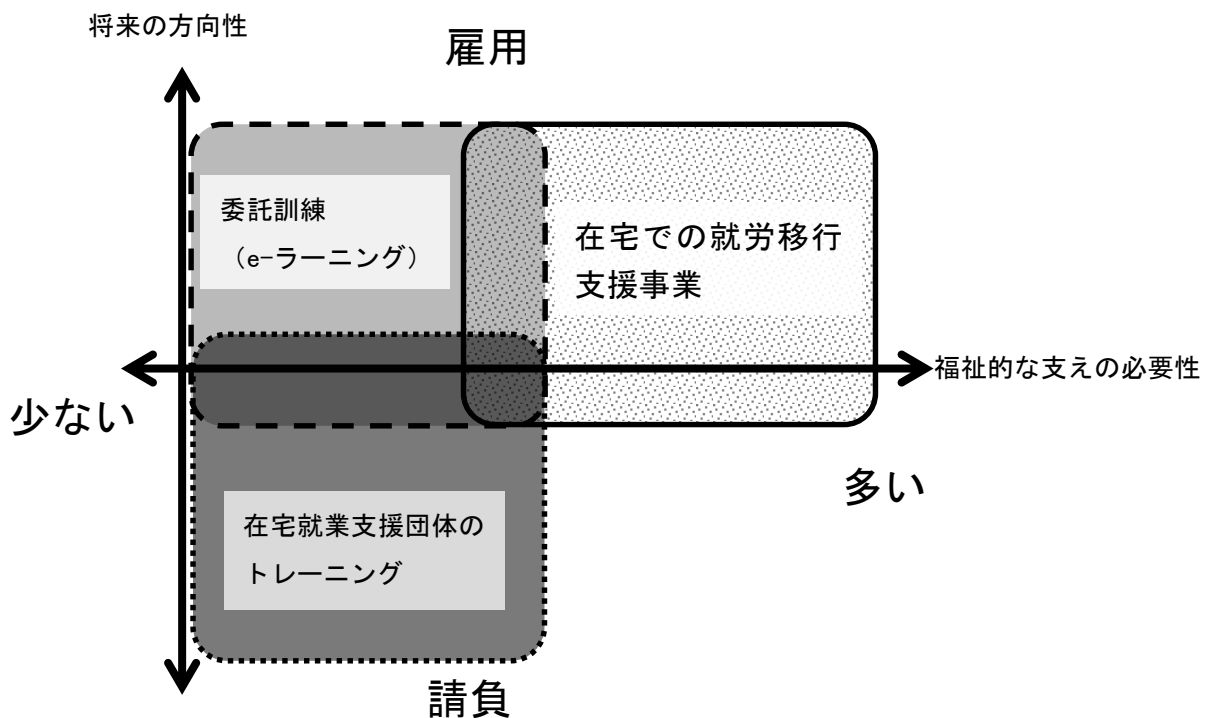 将来の方向性
雇用
委託訓練
（e-ラーニング）
在宅での就労移行
支援事業
福祉的な支えの必要性
少ない
多い
在宅就業支援団体の
トレーニング
請負